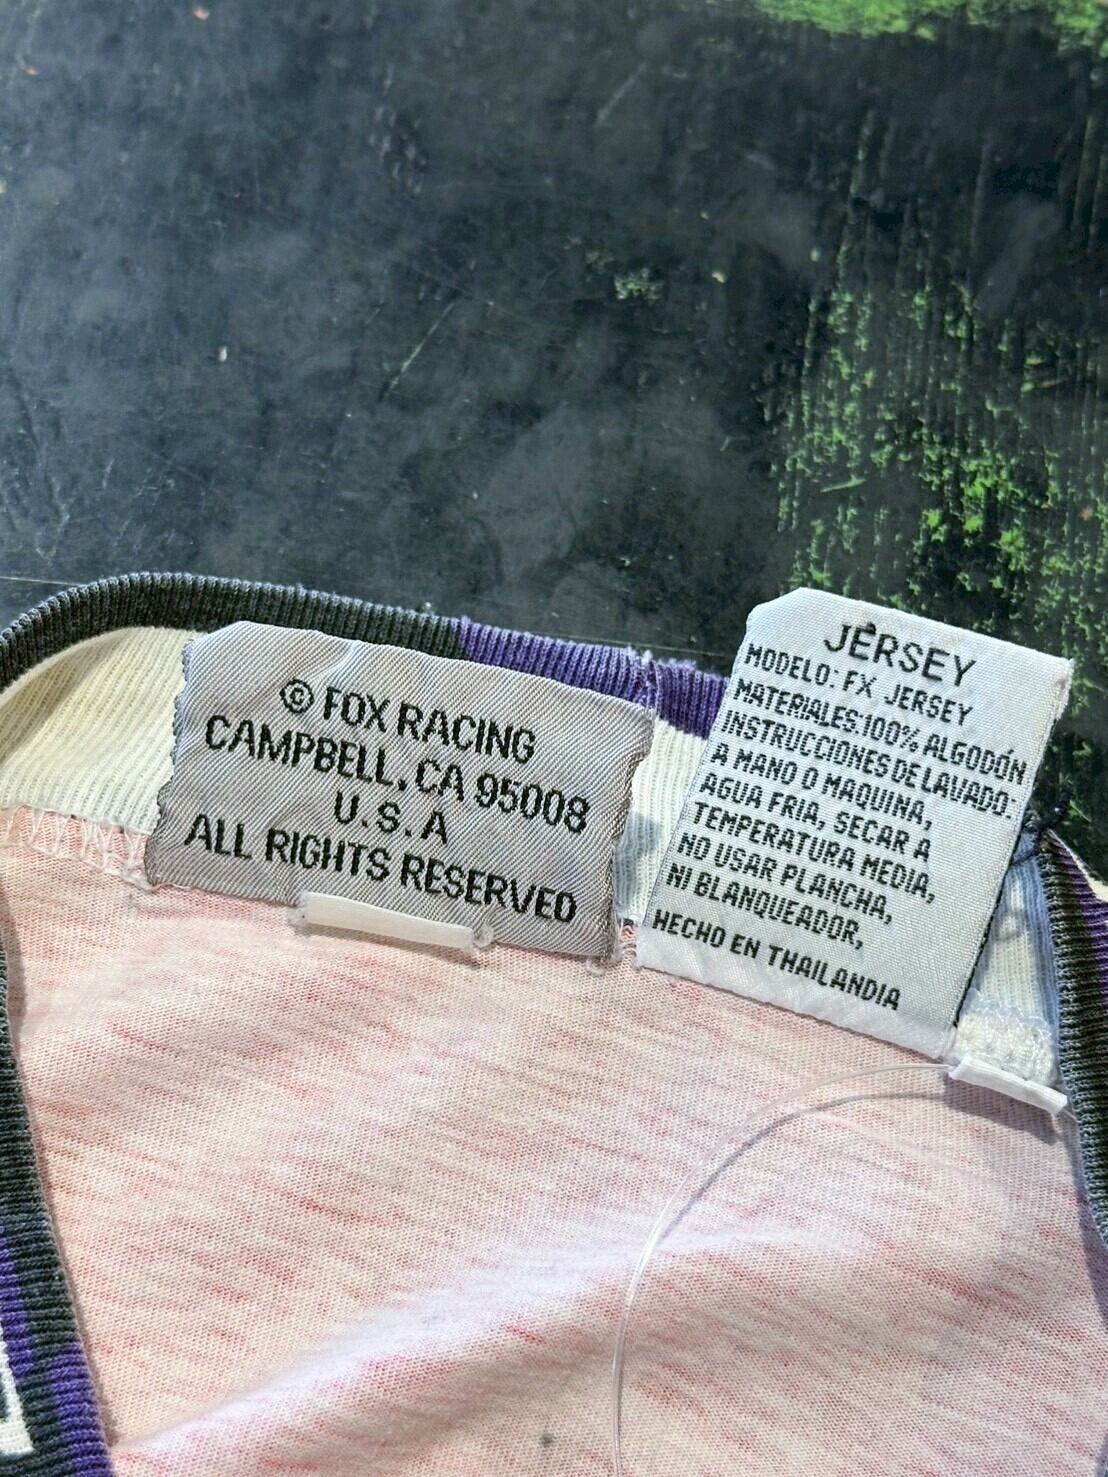 © FOX RACING
CAMPBELL, CA 95008
U.S.A
ALL RIGHTS RESERVED
JERSEY
MODELO: FX JERSEY
MATERIALES:100% ALGODÓN
INSTRUCCIONES DE LAVADO:
A MANO O MAQUINA,
AGUA FRIA, SECAR A
TEMPERATURA MEDIA,
NO USAR PLANCHA,
NI BLANQUEADOR,
HECHO EN THAILANDIA